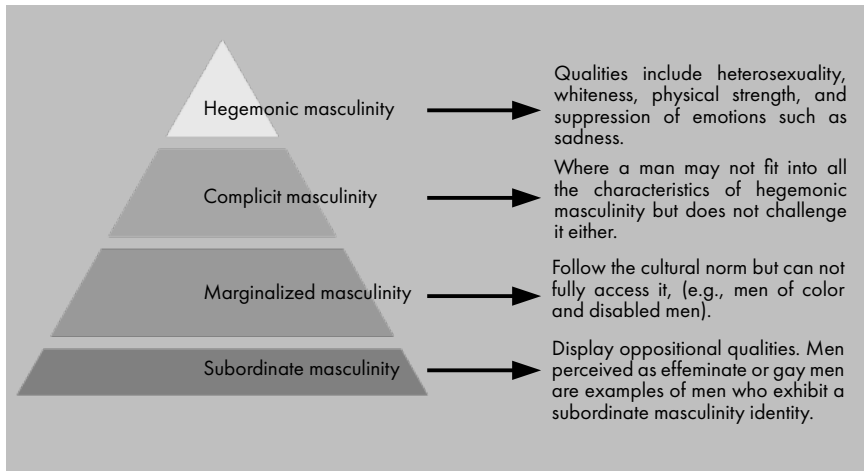 Hegemonic masculinity
Qualities include heterosexuality,
whiteness, physical strength, and
suppression of emotions such as
sadness.
Complicit masculinity
Where a man may not fit into all
the characteristics of hegemonic
masculinity but does not challenge
it either.
Marginalized masculinity
Follow the cultural norm but can not
fully access it, (e.g., men of color
and disabled men).
Subordinate masculinity
Display oppositional qualities. Men
perceived as effeminate or gay men
are examples of men who exhibit a
subordinate masculinity identity.